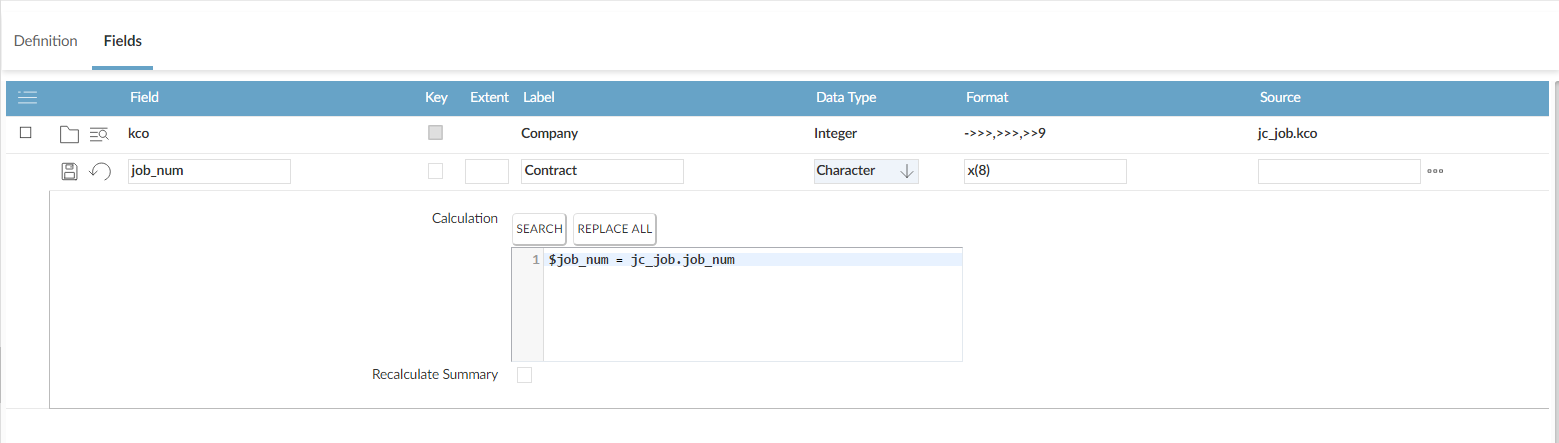 Definition Fields
Field Key Extent Label Data Type Format Source
kco Company Integer ->>>,>>>,>>9 jc_job.kco
job_num Contract Character x(8)
Calculation SEARCH REPLACE ALL
1 $job_num = jc_job.job_num
Recalculate Summary